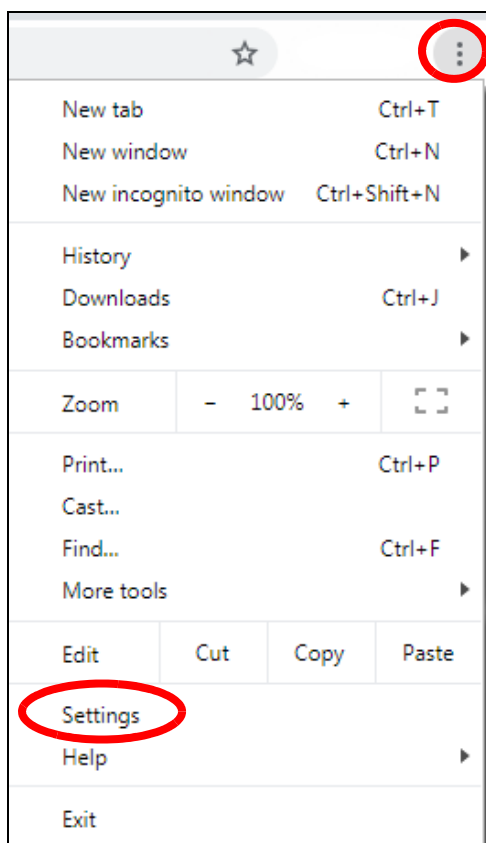 New tab Ctrl+T
New window Ctrl+N
New incognito window Ctrl+Shift+N
History
Downloads Ctrl+J
Bookmarks
Zoom - 100% +
Print... Ctrl+P
Cast...
Find... Ctrl+F
More tools
Edit Cut Copy Paste
Settings
Help
Exit